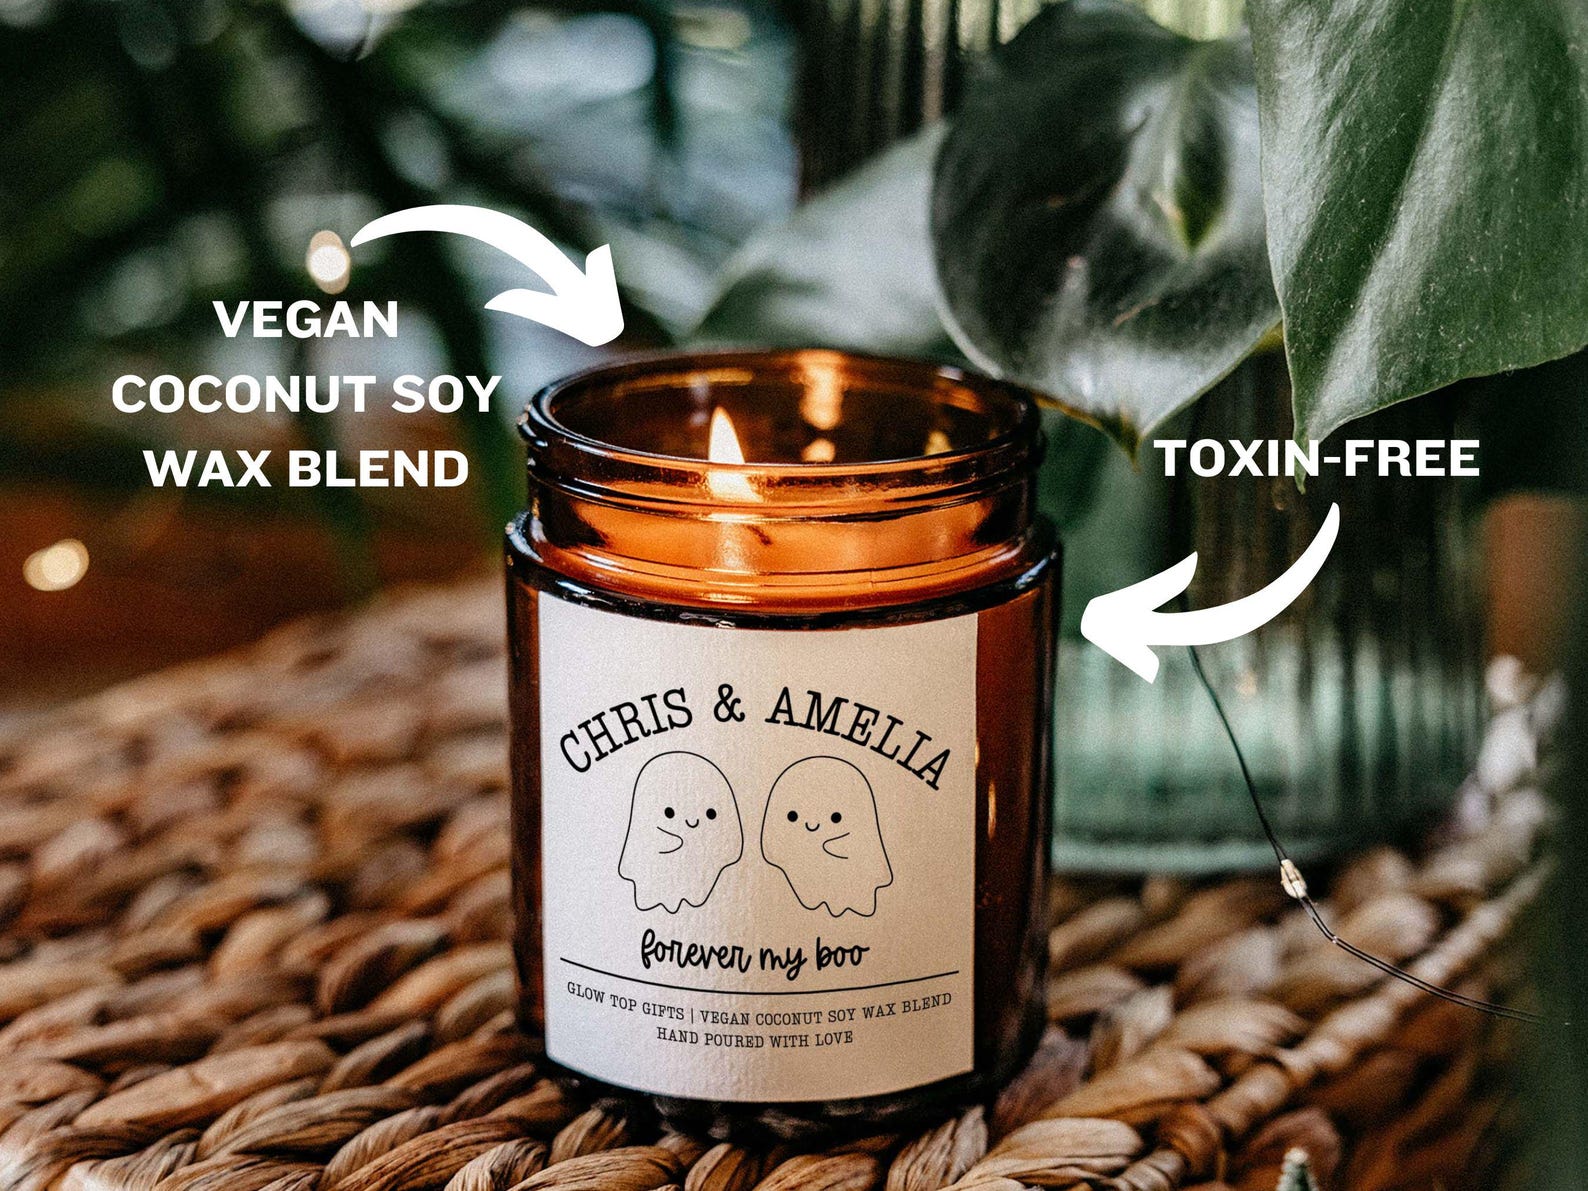 VEGAN
COCONUT SOY
WAX BLEND
TOXIN-FREE
CHRIS & AMELIA
forever my boo
GLOW TOP GIFTS | VEGAN COCONUT SOY WAX BLEND
HAND POURED WITH LOVE